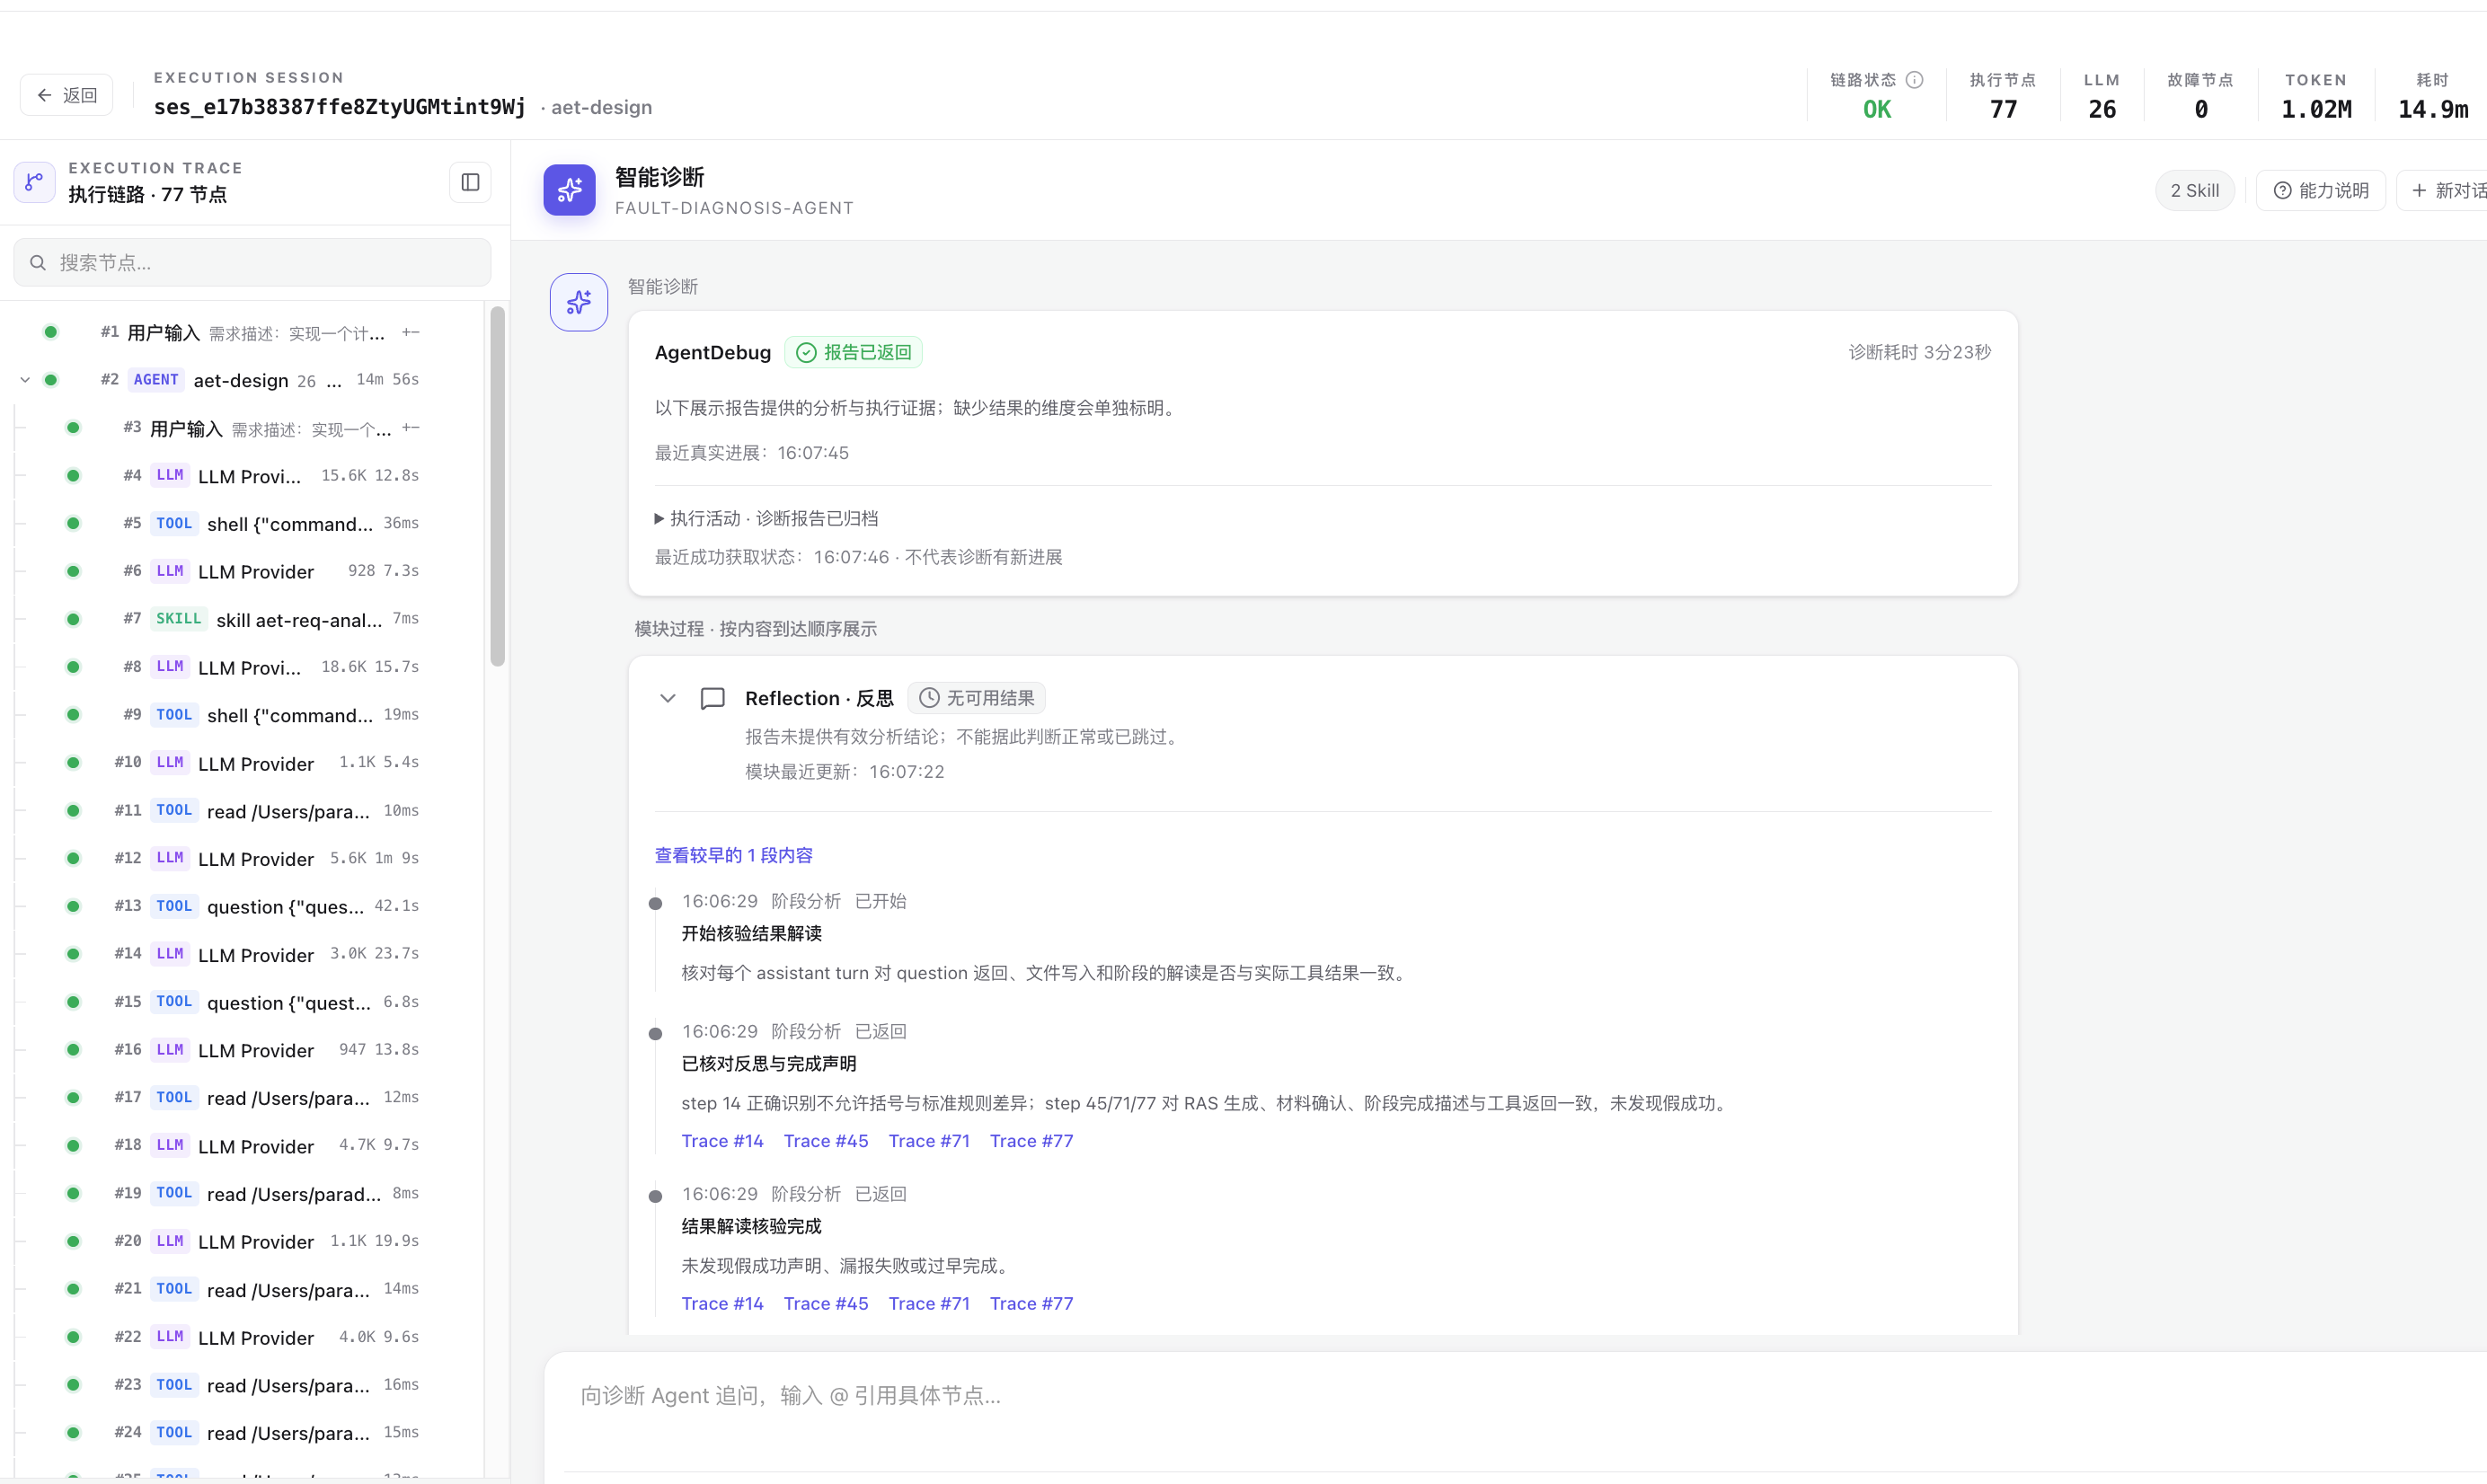 返回
EXECUTION SESSION
ses_e17b38387ffe8ZtyUGMtint9Wj · aet-design
链路状态
OK
执行节点
77
LLM
26
故障节点
0
TOKEN
1.02M
耗时
14.9m
EXECUTION TRACE
执行链路 · 77 节点
搜索节点...
#1 用户输入 需求描述：实现一个计... +−
#2 AGENT aet-design 26 ... 14m 56s
#3 用户输入 需求描述：实现一个... +−
#4 LLM LLM Provi... 15.6K 12.8s
#5 TOOL shell {"command... 36ms
#6 LLM LLM Provider 928 7.3s
#7 SKILL skill aet-req-anal... 7ms
#8 LLM LLM Provi... 18.6K 15.7s
#9 TOOL shell {"command... 19ms
#10 LLM LLM Provider 1.1K 5.4s
#11 TOOL read /Users/para... 10ms
#12 LLM LLM Provider 5.6K 1m 9s
#13 TOOL question {"ques... 42.1s
#14 LLM LLM Provider 3.0K 23.7s
#15 TOOL question {"quest... 6.8s
#16 LLM LLM Provider 947 13.8s
#17 TOOL read /Users/para... 12ms
#18 LLM LLM Provider 4.7K 9.7s
#19 TOOL read /Users/parad... 8ms
#20 LLM LLM Provider 1.1K 19.9s
#21 TOOL read /Users/para... 14ms
#22 LLM LLM Provider 4.0K 9.6s
#23 TOOL read /Users/para... 16ms
#24 TOOL read /Users/para... 15ms
智能诊断
FAULT-DIAGNOSIS-AGENT
2 Skill
能力说明
+ 新对话
智能诊断
AgentDebug 报告已返回 诊断耗时 3分23秒
以下展示报告提供的分析与执行证据；缺少结果的维度会单独标明。
最近真实进展：16:07:45
▶ 执行活动 · 诊断报告已归档
最近成功获取状态：16:07:46 · 不代表诊断有新进展
模块过程 · 按内容到达顺序展示
Reflection · 反思 无可用结果
报告未提供有效分析结论；不能据此判断正常或已跳过。
模块最近更新：16:07:22
查看较早的 1 段内容
16:06:29 阶段分析 已开始
开始核验结果解读
核对每个 assistant turn 对 question 返回、文件写入和阶段的解读是否与实际工具结果一致。
16:06:29 阶段分析 已返回
已核对反思与完成声明
step 14 正确识别不允许括号与标准规则差异；step 45/71/77 对 RAS 生成、材料确认、阶段完成描述与工具返回一致，未发现假成功。
Trace #14 Trace #45 Trace #71 Trace #77
16:06:29 阶段分析 已返回
结果解读核验完成
未发现假成功声明、漏报失败或过早完成。
Trace #14 Trace #45 Trace #71 Trace #77
向诊断 Agent 追问，输入 @ 引用具体节点...